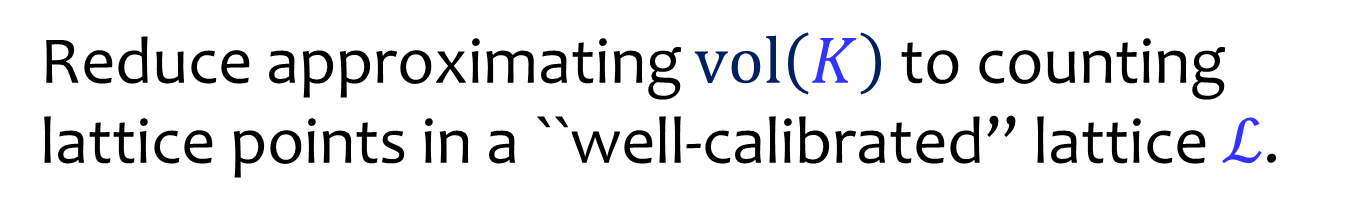 Reduce approximating vol(K) to counting
lattice points in a ``well-calibrated” lattice ℒ.